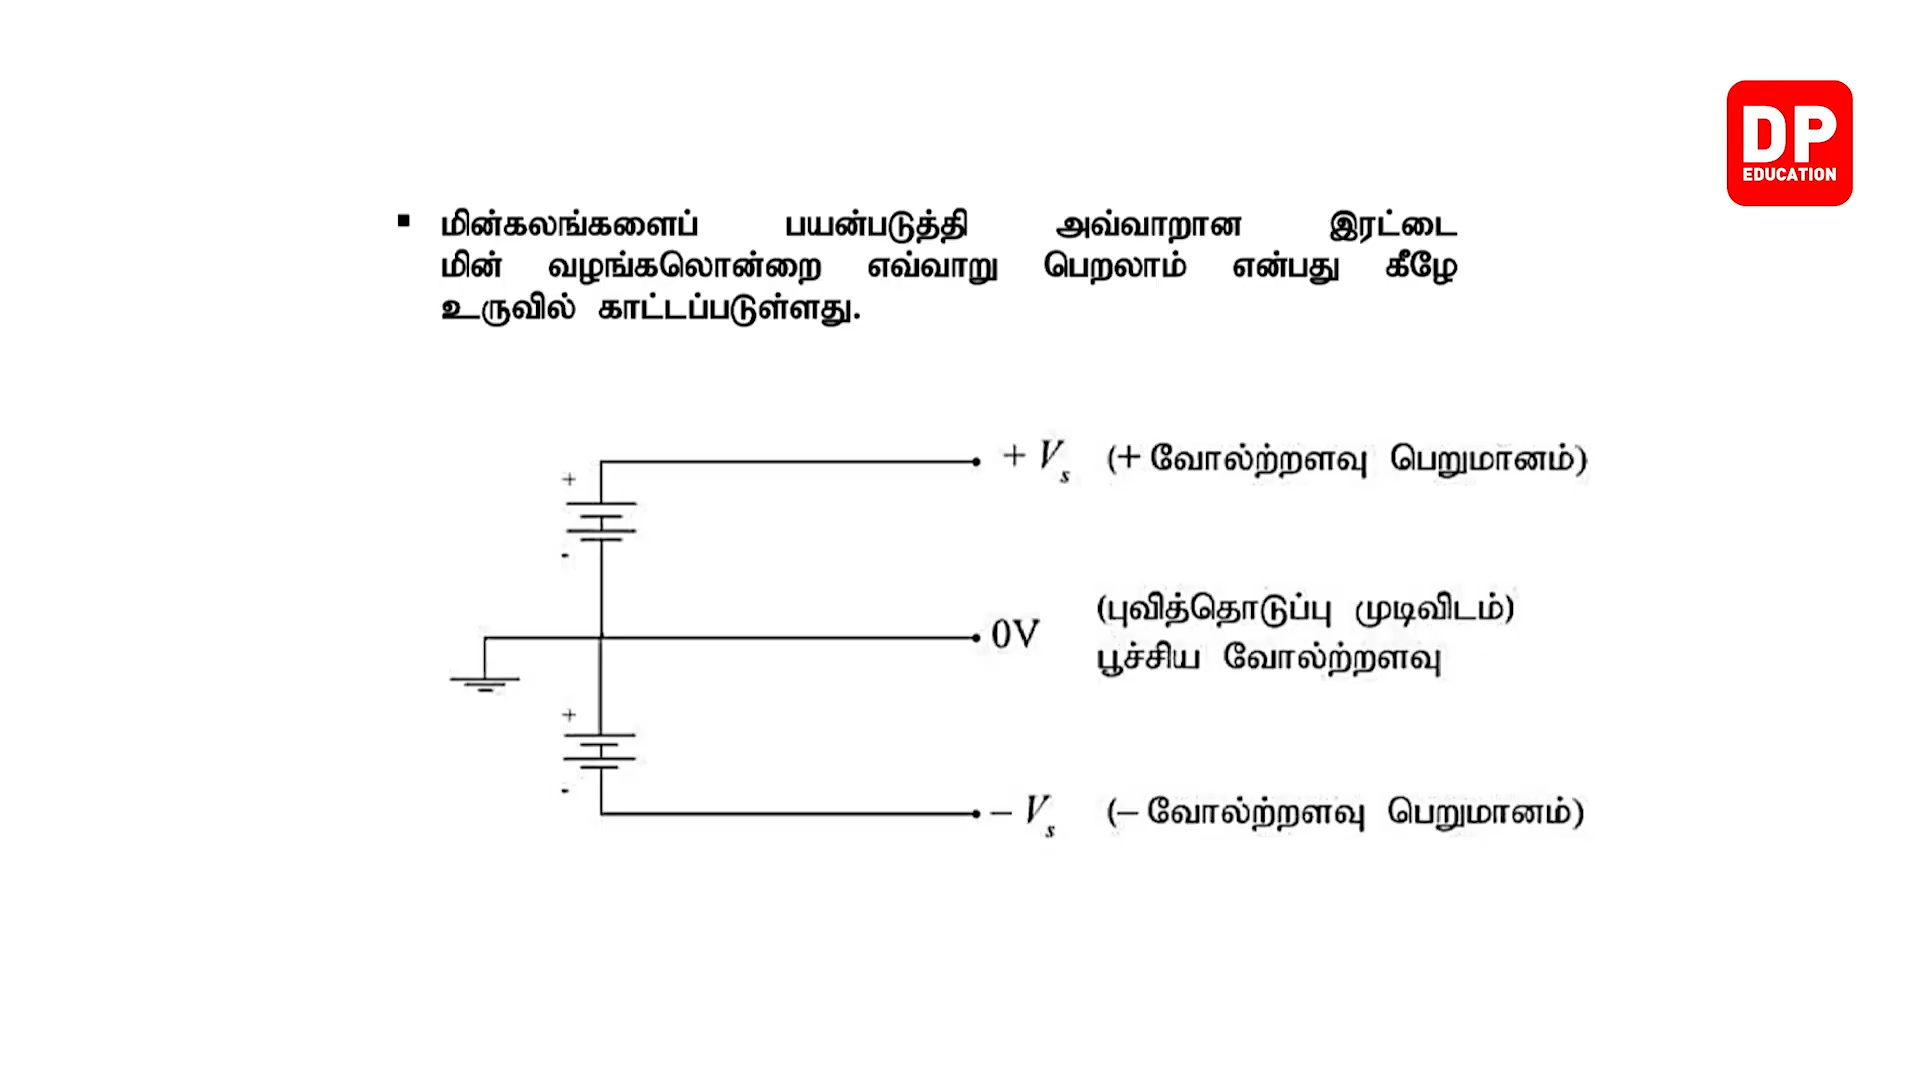 DP
EDUCATION
▪ மின்கலங்களைப் பயன்படுத்தி அவ்வாறான இரட்டை
மின் வழங்கலொன்றை எவ்வாறு பெறலாம் என்பது கீழே
உருவில் காட்டப்படுள்ளது.
+
-
+ Vs (+ வோல்ற்றளவு பெறுமானம்)
0V (புவித்தொடுப்பு முடிவிடம்)
பூச்சிய வோல்ற்றளவு
+
-
– Vs (– வோல்ற்றளவு பெறுமானம்)